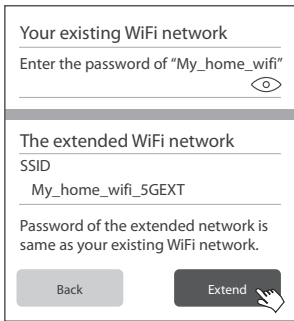 Your existing WiFi network
Enter the password of “My_home_wifi”
The extended WiFi network
SSID
My_home_wifi_5GEXT
Password of the extended network is
same as your existing WiFi network.
Back
Extend